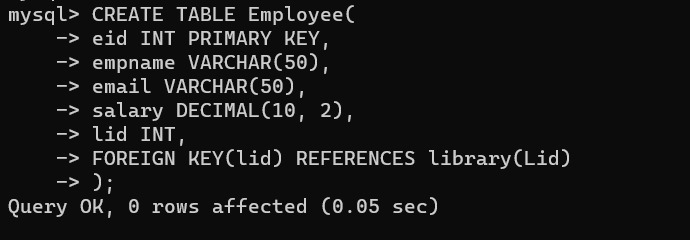 mysql> CREATE TABLE Employee(
    -> eid INT PRIMARY KEY,
    -> empname VARCHAR(50),
    -> email VARCHAR(50),
    -> salary DECIMAL(10, 2),
    -> lid INT,
    -> FOREIGN KEY(lid) REFERENCES library(Lid)
    -> );
Query OK, 0 rows affected (0.05 sec)